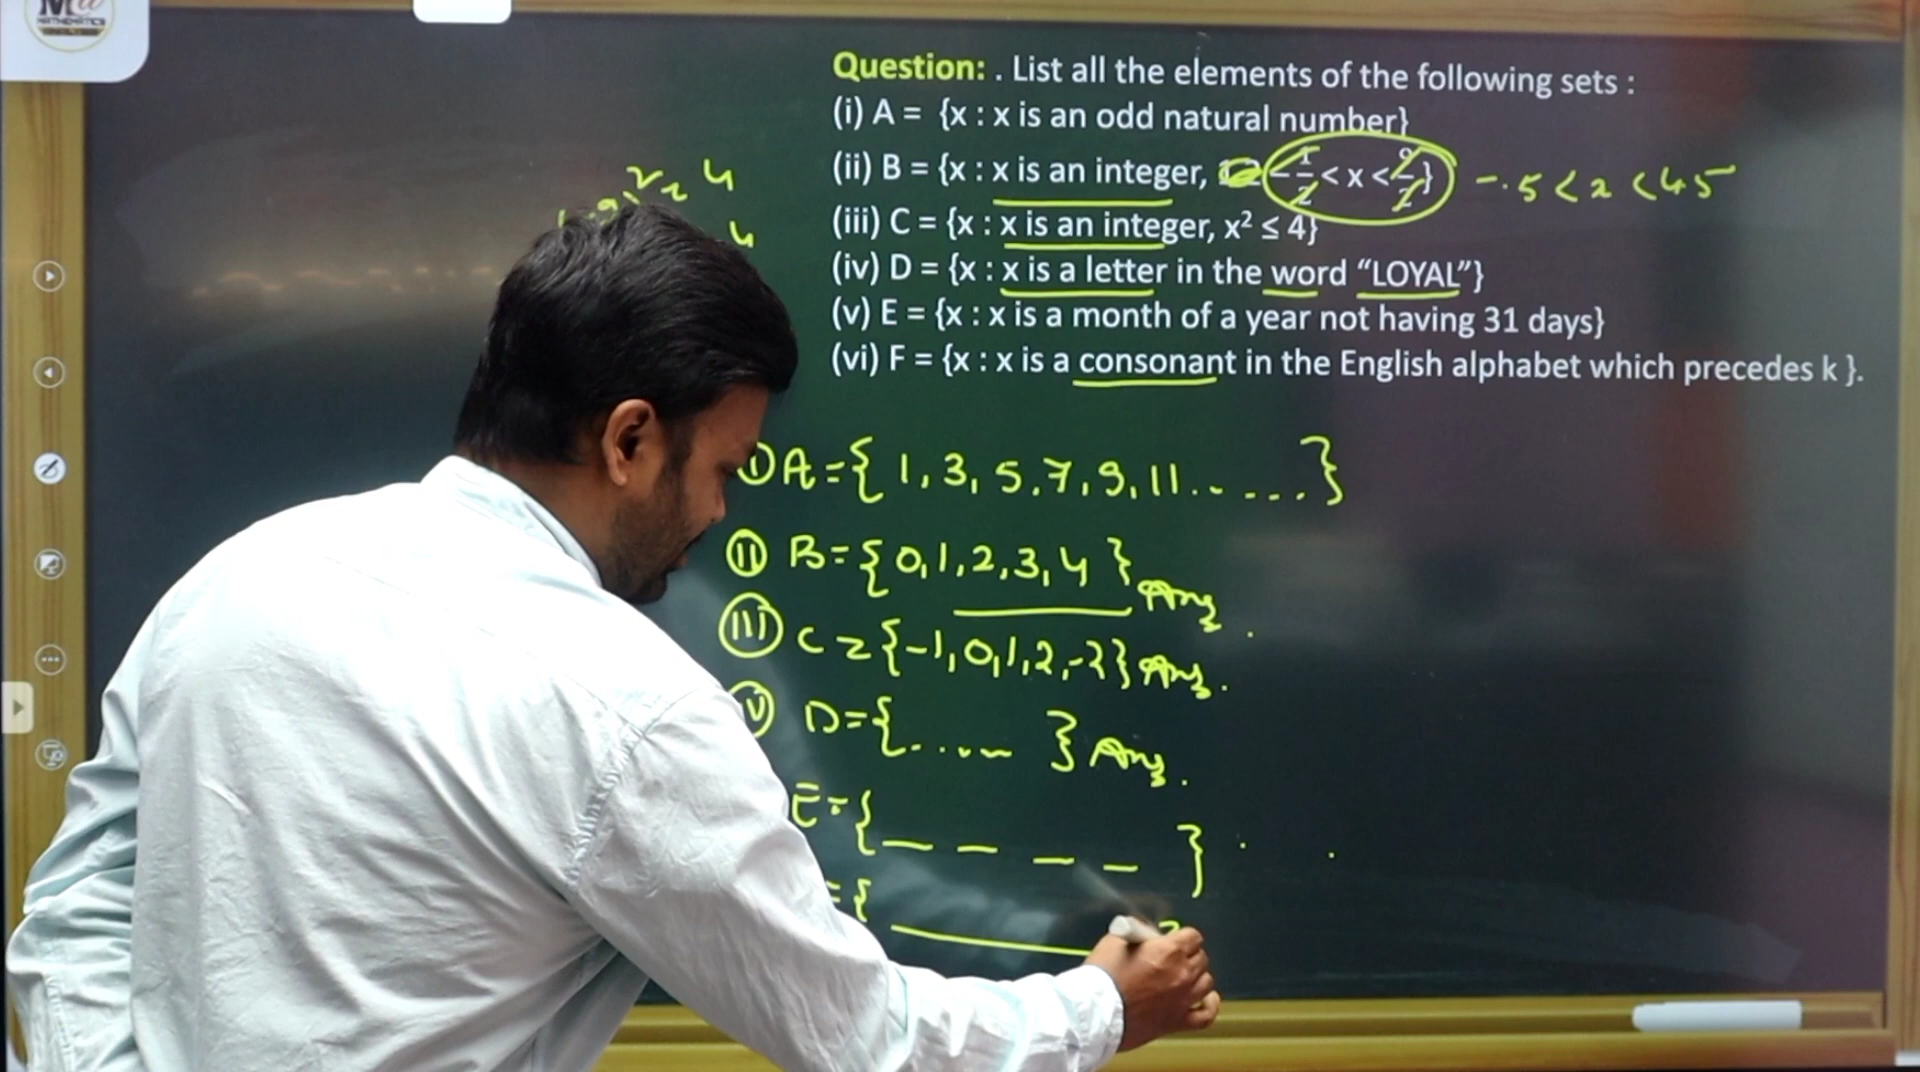 MATHEMATICS
Question: . List all the elements of the following sets :
(i) A = {x : x is an odd natural number}
(ii) B = {x : x is an integer, -1/2 < x < 9/2} -.5 < x < 4.5
(iii) C = {x : x is an integer, x² ≤ 4}
(iv) D = {x : x is a letter in the word “LOYAL”}
(v) E = {x : x is a month of a year not having 31 days}
(vi) F = {x : x is a consonant in the English alphabet which precedes k }.
2 = 4
4
(i) A = { 1, 3, 5, 7, 9, 11 . . - - - . }
(ii) B = { 0, 1, 2, 3, 4 } Ans.
(iii) C = { -1, 0, 1, 2, -2 } Ans.
D = { . . . . . } Ans.
E = { _ _ _ _ }
= {